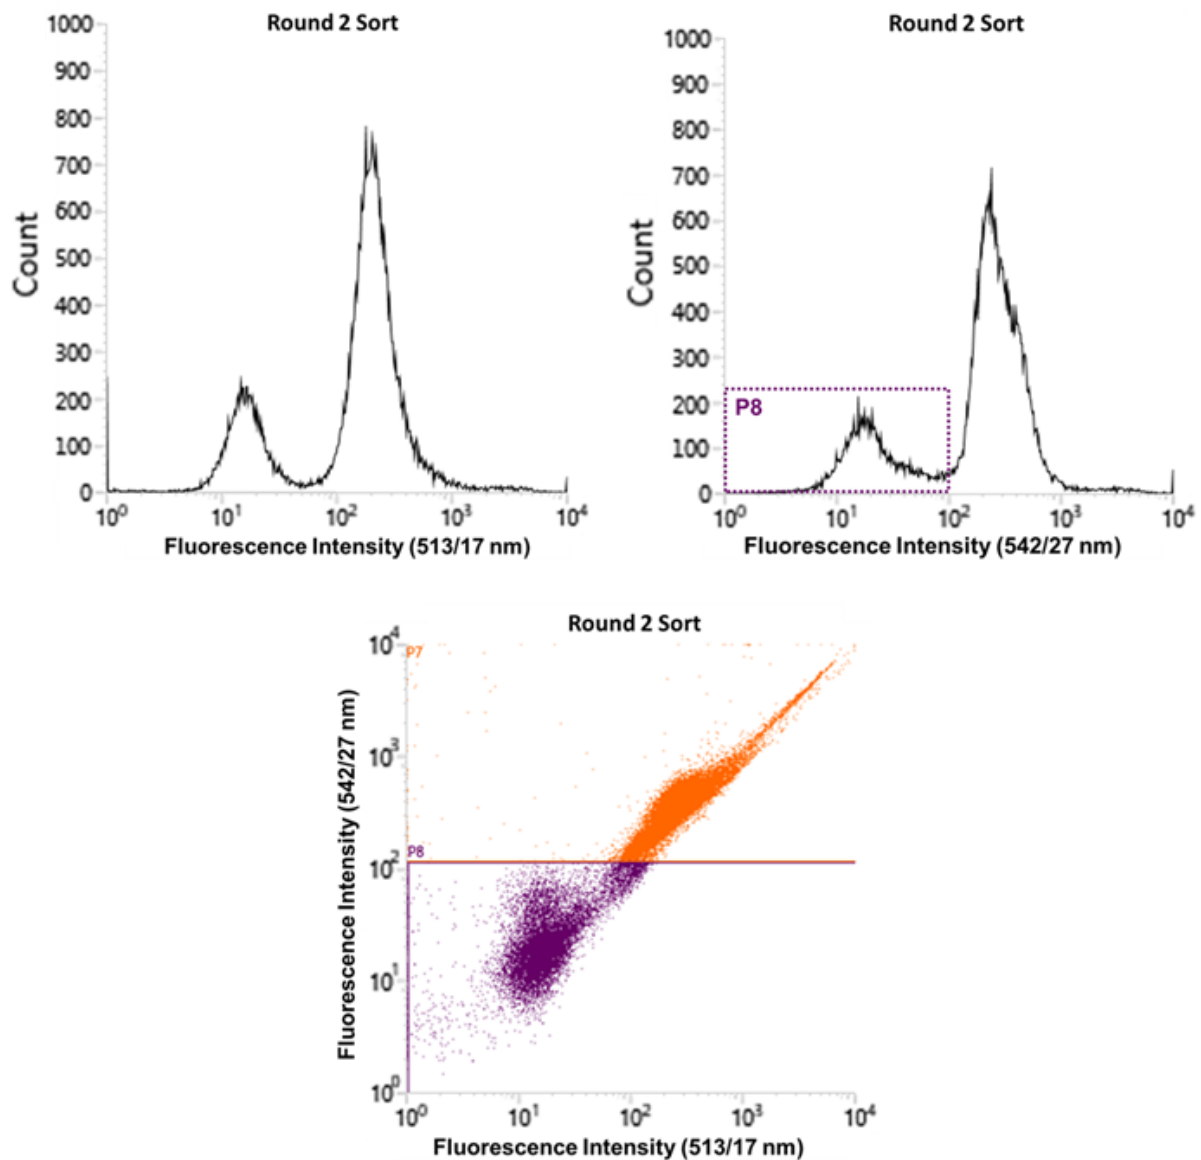 Round 2 Sort
1000
900
800
700
600
500
400
300
200
100
0
Count
10⁰ 10¹ 10² 10³ 10⁴
Fluorescence Intensity (513/17 nm)
Round 2 Sort
1000
900
800
700
600
500
400
300
200
100
0
Count
P8
10⁰ 10¹ 10² 10³ 10⁴
Fluorescence Intensity (542/27 nm)
Round 2 Sort
10⁴
10³
10²
10¹
10⁰
Fluorescence Intensity (542/27 nm)
P7
P8
10⁰ 10¹ 10² 10³ 10⁴
Fluorescence Intensity (513/17 nm)